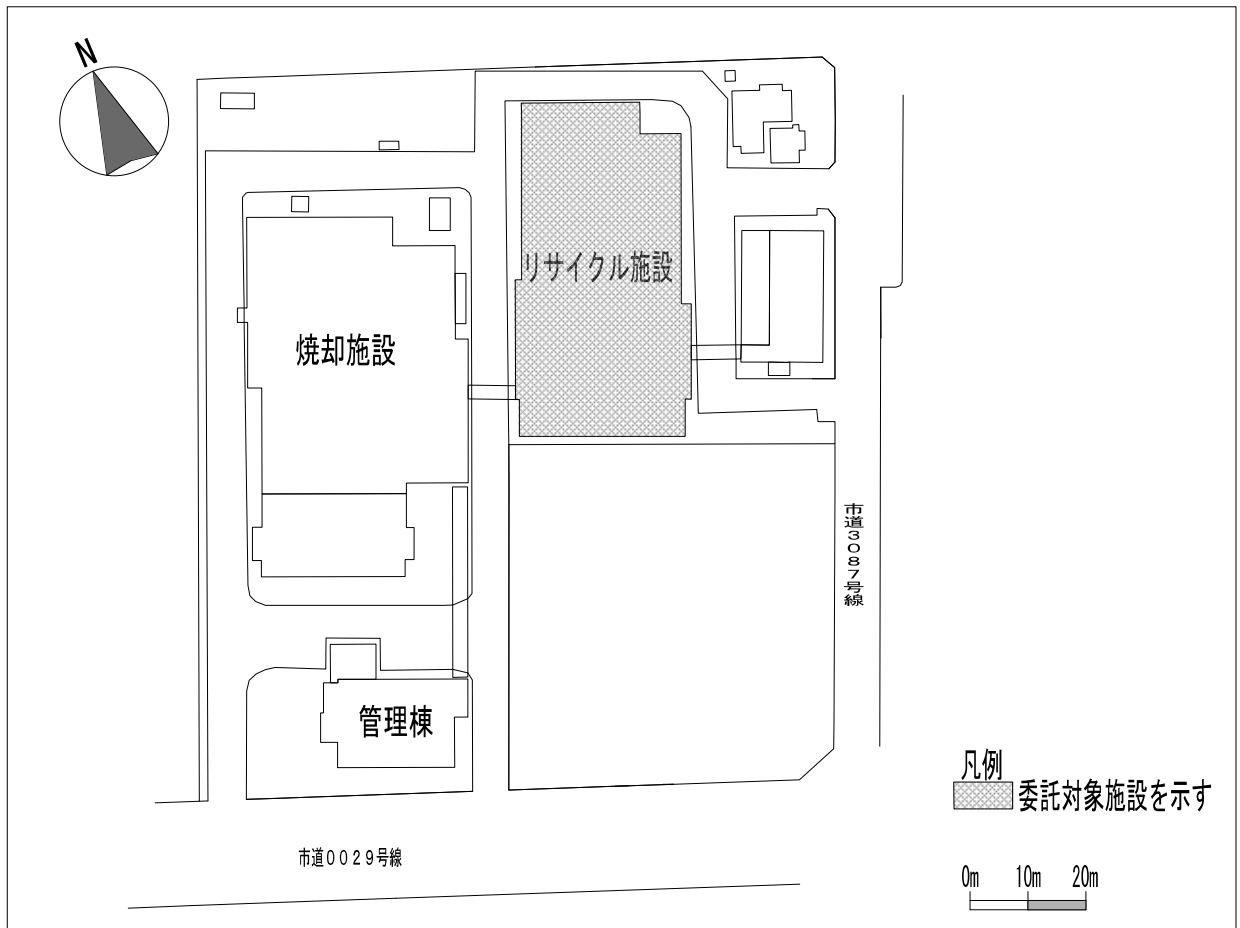 N
リサイクル施設
焼却施設
市道3087号線
管理棟
凡例
委託対象施設を示す
市道0029号線
0m 10m 20m